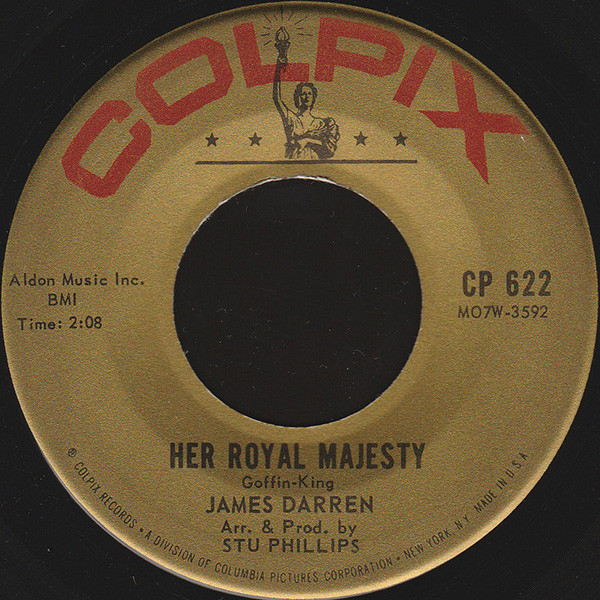 COLPIX
Aldon Music Inc.
BMI
Time: 2:08
CP 622
MO7W-3592
HER ROYAL MAJESTY
Goffin-King
JAMES DARREN
Arr. & Prod. by
STU PHILLIPS
® COLPIX RECORDS • A DIVISION OF COLUMBIA PICTURES CORPORATION • NEW YORK, N.Y. MADE IN U.S.A.